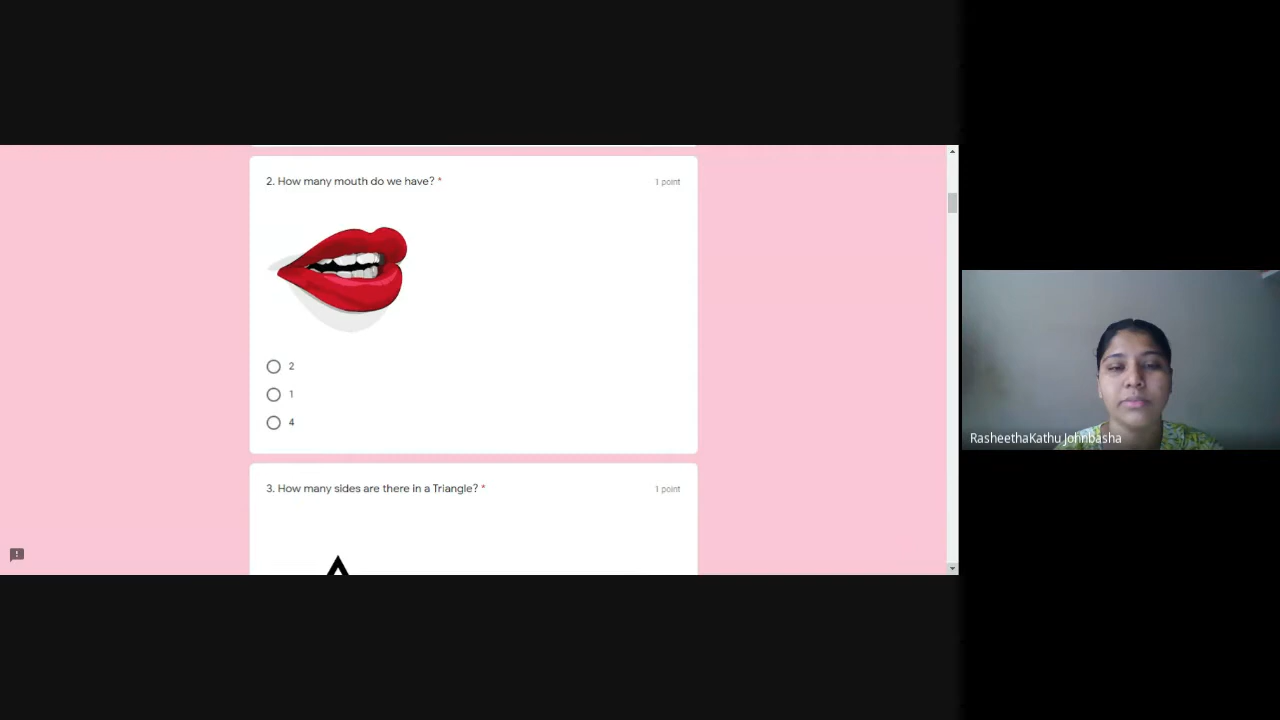 2. How many mouth do we have? *
1 point
2
1
4
3. How many sides are there in a Triangle? *
1 point
RasheethaKathu Johnbasha